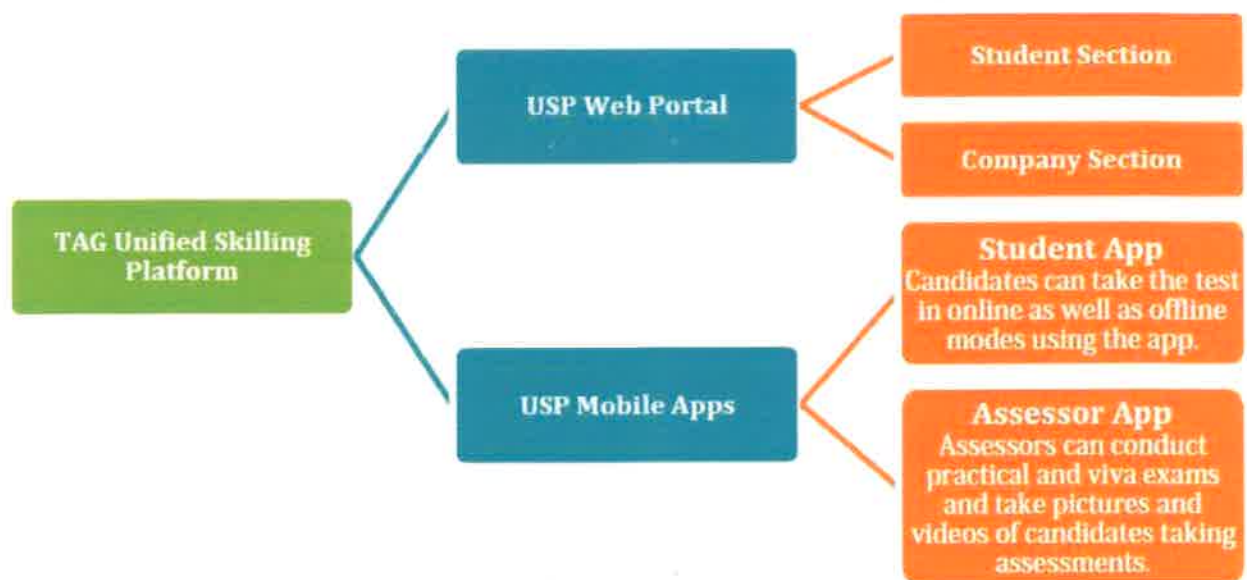 TAG Unified Skilling
Platform
USP Web Portal
USP Mobile Apps
Student Section
Company Section
Student App
Candidates can take the test
in online as well as offline
modes using the app.
Assessor App
Assessors can conduct
practical and viva exams
and take pictures and
videos of candidates taking
assessments.